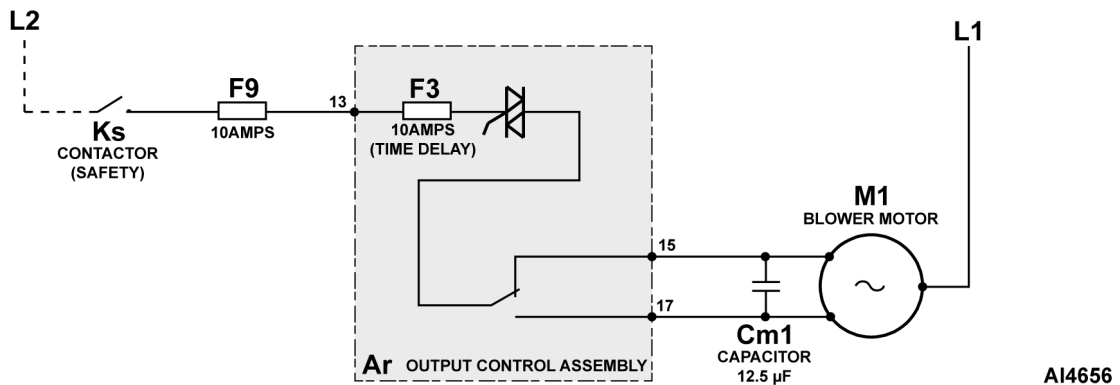 L2
L1
F9
10AMPS
13
F3
10AMPS
(TIME DELAY)
Ks
CONTACTOR
(SAFETY)
M1
BLOWER MOTOR
15
17
Cm1
CAPACITOR
12.5 µF
Ar OUTPUT CONTROL ASSEMBLY
AI4656